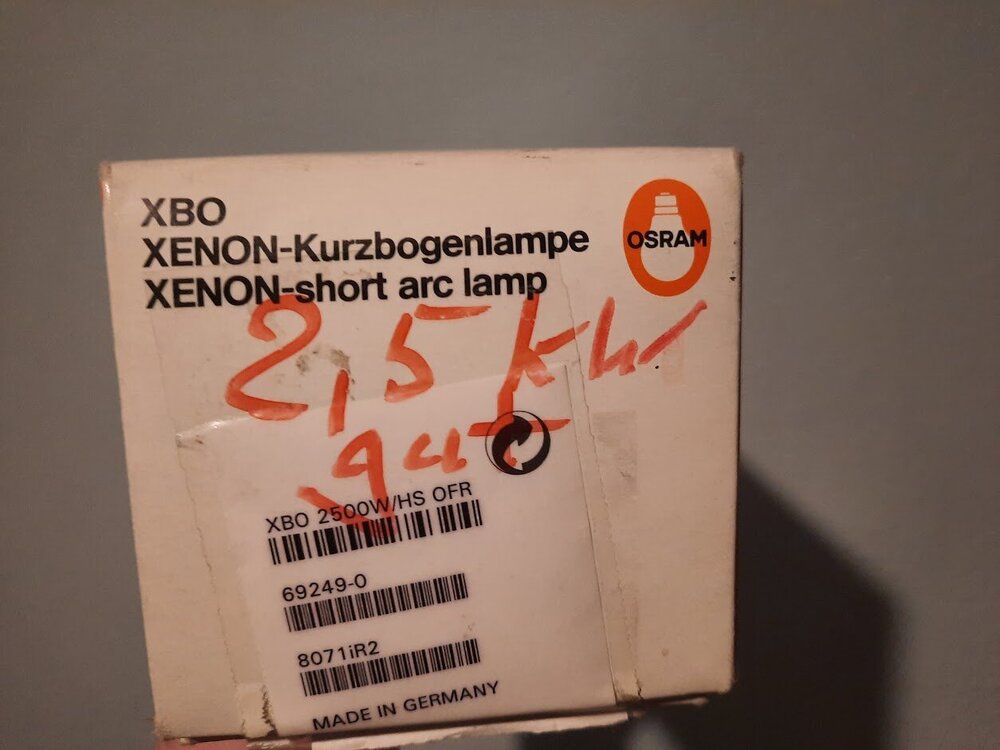 XBO
XENON-Kurzbogenlampe
XENON-short arc lamp
OSRAM
2,5 kW
gut
XBO 2500W/HS OFR
69249-0
8071iR2
MADE IN GERMANY